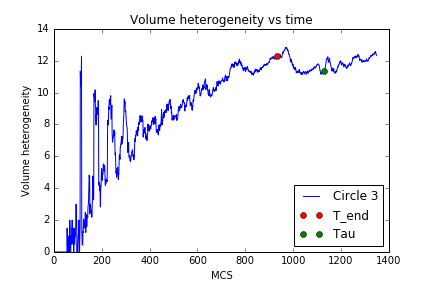 Volume heterogeneity vs time
14
12
10
8
6
4
2
0
Volume heterogeneity
Circle 3
T_end
Tau
0 200 400 600 800 1000 1200 1400
MCS